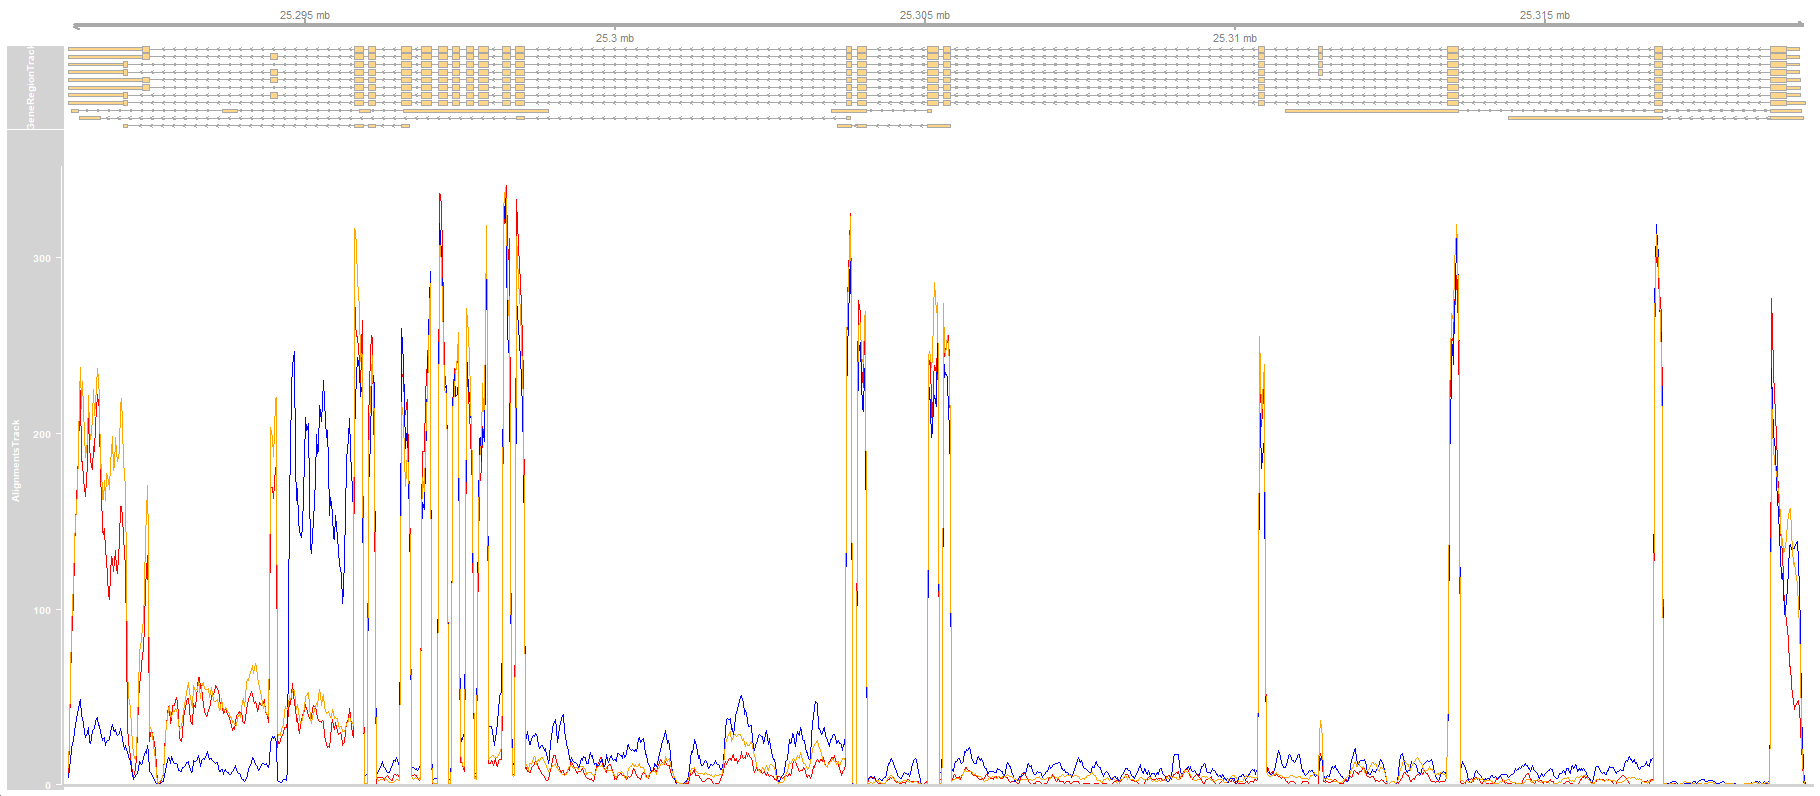 25.295 mb
25.305 mb
25.315 mb
25.3 mb
25.31 mb
GeneRegionTrack
AlignmentsTrack
300
200
100
0